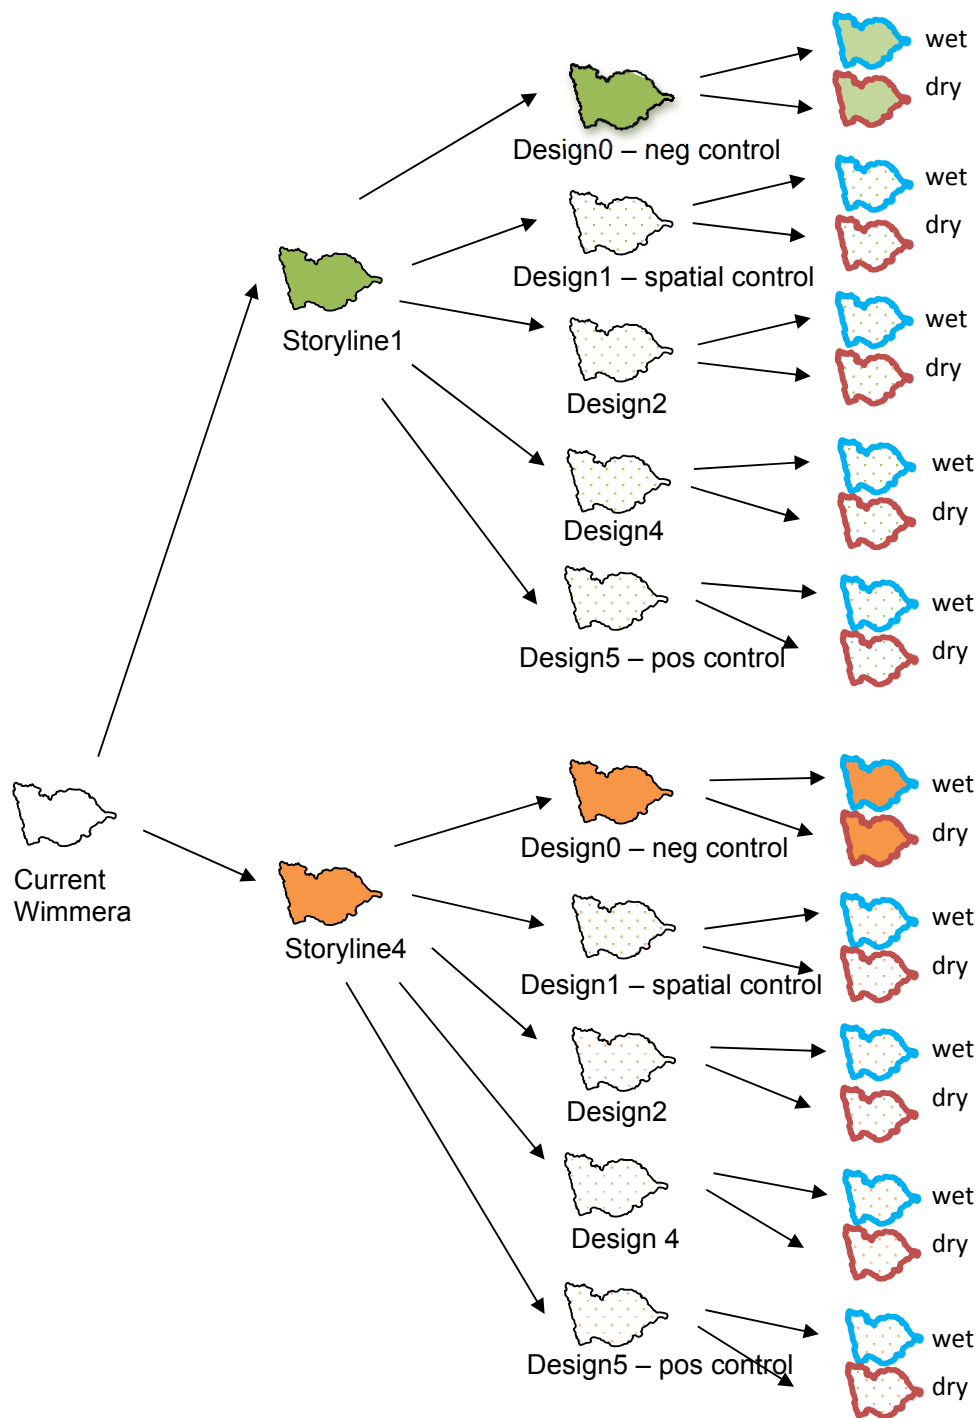 wet
dry
Design0 – neg control
wet
dry
Design1 – spatial control
Storyline1
wet
dry
Design2
wet
dry
Design4
wet
dry
Design5 – pos control
Current
Wimmera
wet
dry
Design0 – neg control
Storyline4
wet
dry
Design1 – spatial control
wet
dry
Design2
wet
dry
Design 4
wet
dry
Design5 – pos control